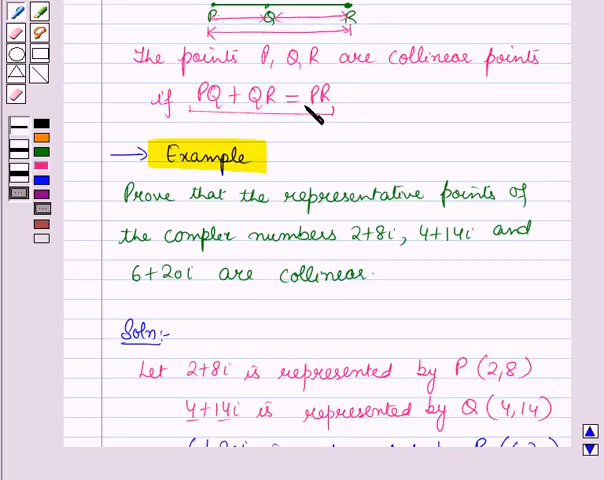 P Q R
The points P, Q, R are collinear points
if PQ + QR = PR
→ Example
Prove that the representative points of
the complex numbers 2+8i, 4+14i and
6+20i are collinear.
Soln:-
Let 2+8i is represented by P (2,8)
4+14i is represented by Q (4,14)